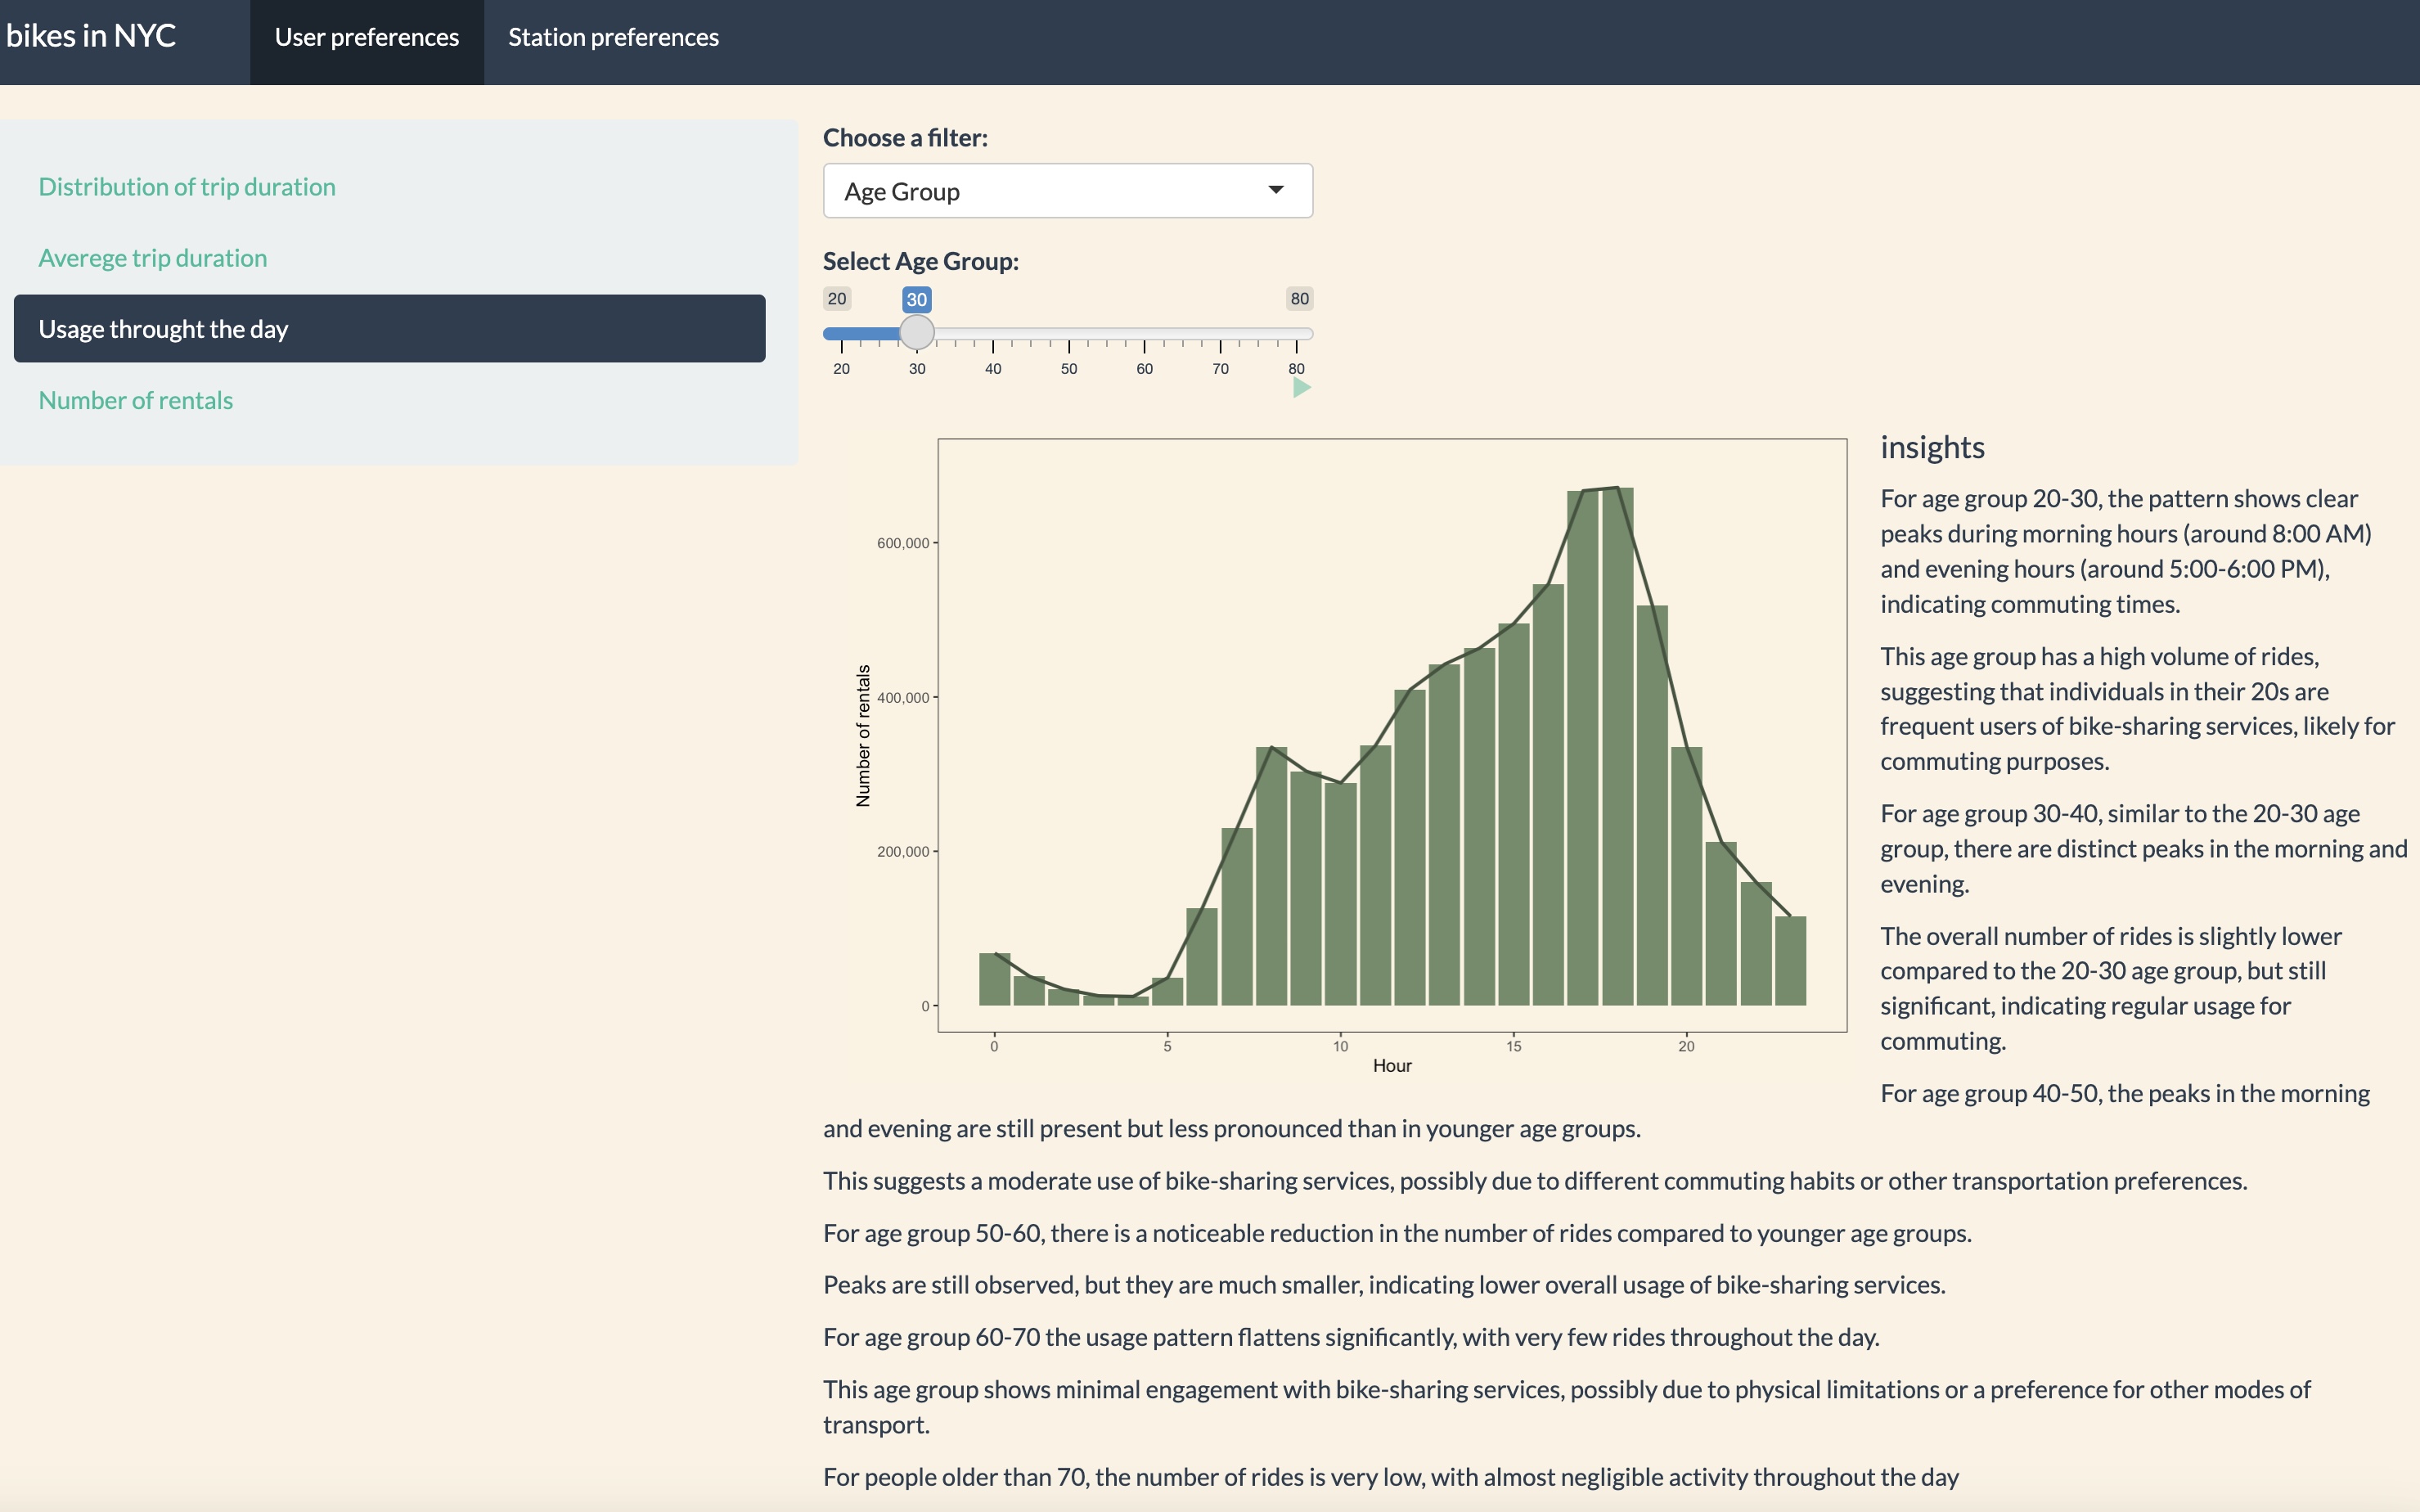 bikes in NYC
User preferences
Station preferences
Distribution of trip duration
Averege trip duration
Usage throught the day
Number of rentals
Choose a filter:
Age Group
Select Age Group:
20 30 80
20 30 40 50 60 70 80
Number of rentals
600,000
400,000
200,000
0
0 5 10 15 20
Hour
insights
For age group 20-30, the pattern shows clear
peaks during morning hours (around 8:00 AM)
and evening hours (around 5:00-6:00 PM),
indicating commuting times.
This age group has a high volume of rides,
suggesting that individuals in their 20s are
frequent users of bike-sharing services, likely for
commuting purposes.
For age group 30-40, similar to the 20-30 age
group, there are distinct peaks in the morning and
evening.
The overall number of rides is slightly lower
compared to the 20-30 age group, but still
significant, indicating regular usage for
commuting.
For age group 40-50, the peaks in the morning
and evening are still present but less pronounced than in younger age groups.
This suggests a moderate use of bike-sharing services, possibly due to different commuting habits or other transportation preferences.
For age group 50-60, there is a noticeable reduction in the number of rides compared to younger age groups.
Peaks are still observed, but they are much smaller, indicating lower overall usage of bike-sharing services.
For age group 60-70 the usage pattern flattens significantly, with very few rides throughout the day.
This age group shows minimal engagement with bike-sharing services, possibly due to physical limitations or a preference for other modes of
transport.
For people older than 70, the number of rides is very low, with almost negligible activity throughout the day